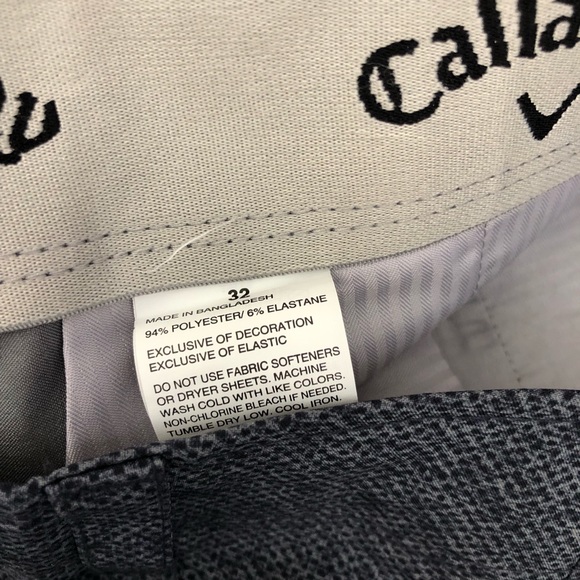 Calla
32
MADE IN BANGLADESH
94% POLYESTER/ 6% ELASTANE
EXCLUSIVE OF DECORATION
EXCLUSIVE OF ELASTIC
DO NOT USE FABRIC SOFTENERS
OR DRYER SHEETS. MACHINE
WASH COLD WITH LIKE COLORS.
NON-CHLORINE BLEACH IF NEEDED.
TUMBLE DRY LOW. COOL IRON.